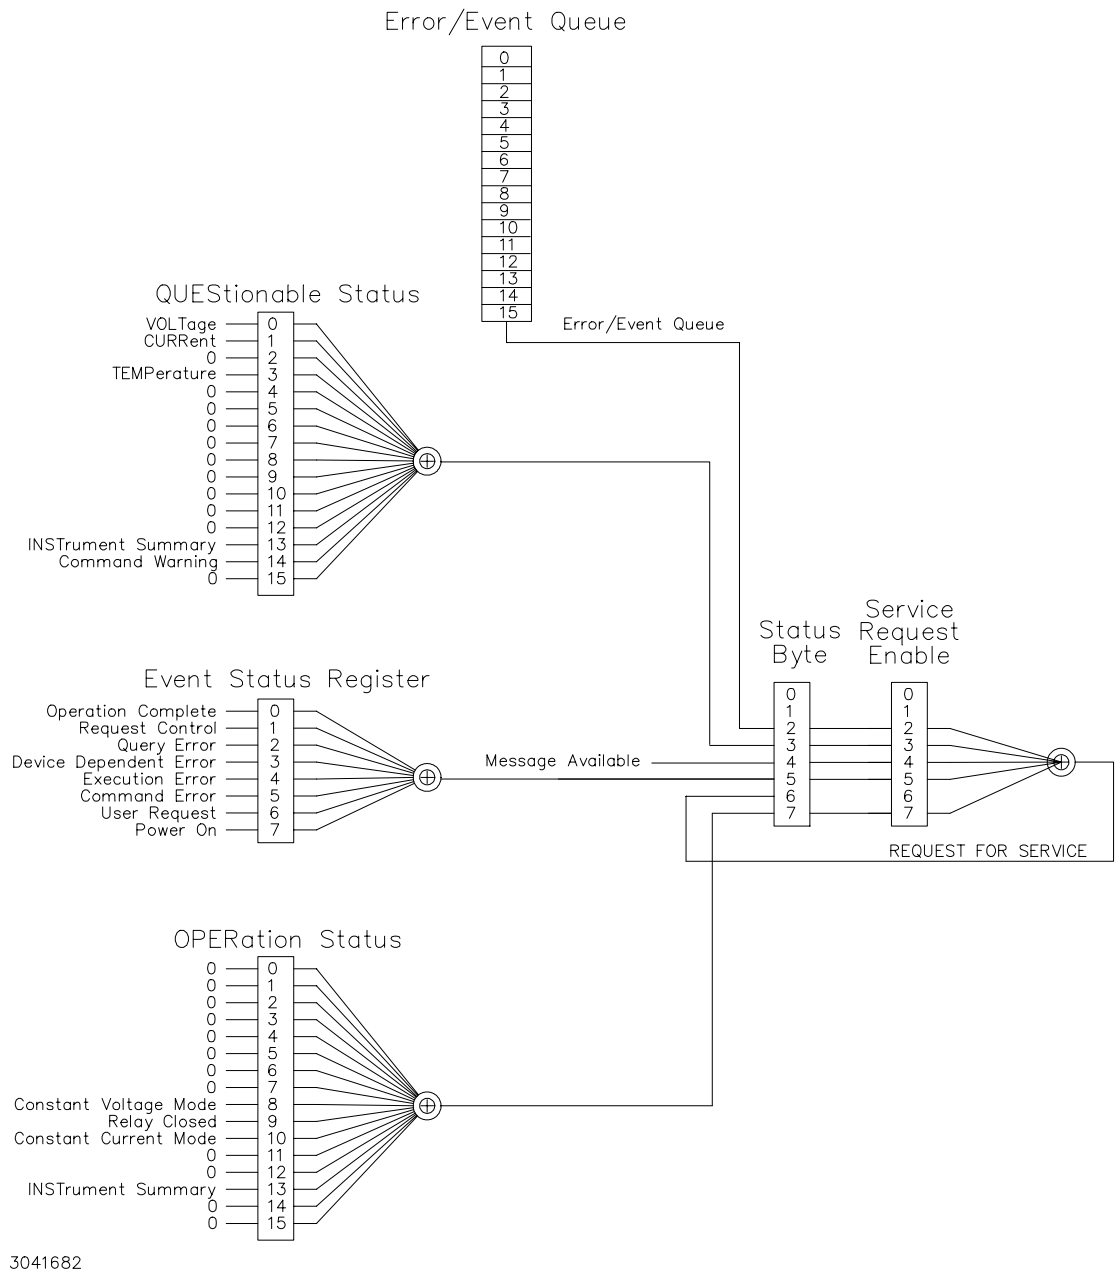 Error/Event Queue
0
1
2
3
4
5
6
7
8
9
10
11
12
13
14
15
Error/Event Queue
QUEStionable Status
VOLTage 0
CURRent 1
0 2
TEMPerature 3
0 4
0 5
0 6
0 7
0 8
0 9
0 10
0 11
0 12
INSTrument Summary 13
Command Warning 14
0 15
Event Status Register
Operation Complete 0
Request Control 1
Query Error 2
Device Dependent Error 3
Execution Error 4
Command Error 5
User Request 6
Power On 7
Message Available
Status
Byte
0
1
2
3
4
5
6
7
Service
Request
Enable
0
1
2
3
4
5
6
7
REQUEST FOR SERVICE
OPERation Status
0 0
0 1
0 2
0 3
0 4
0 5
0 6
0 7
Constant Voltage Mode 8
Relay Closed 9
Constant Current Mode 10
0 11
0 12
INSTrument Summary 13
0 14
0 15
3041682